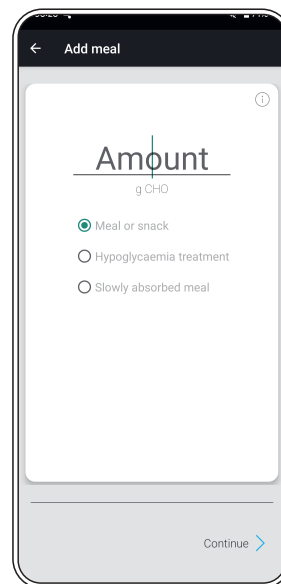 Add meal
Amount
g CHO
Meal or snack
Hypoglycaemia treatment
Slowly absorbed meal
Continue